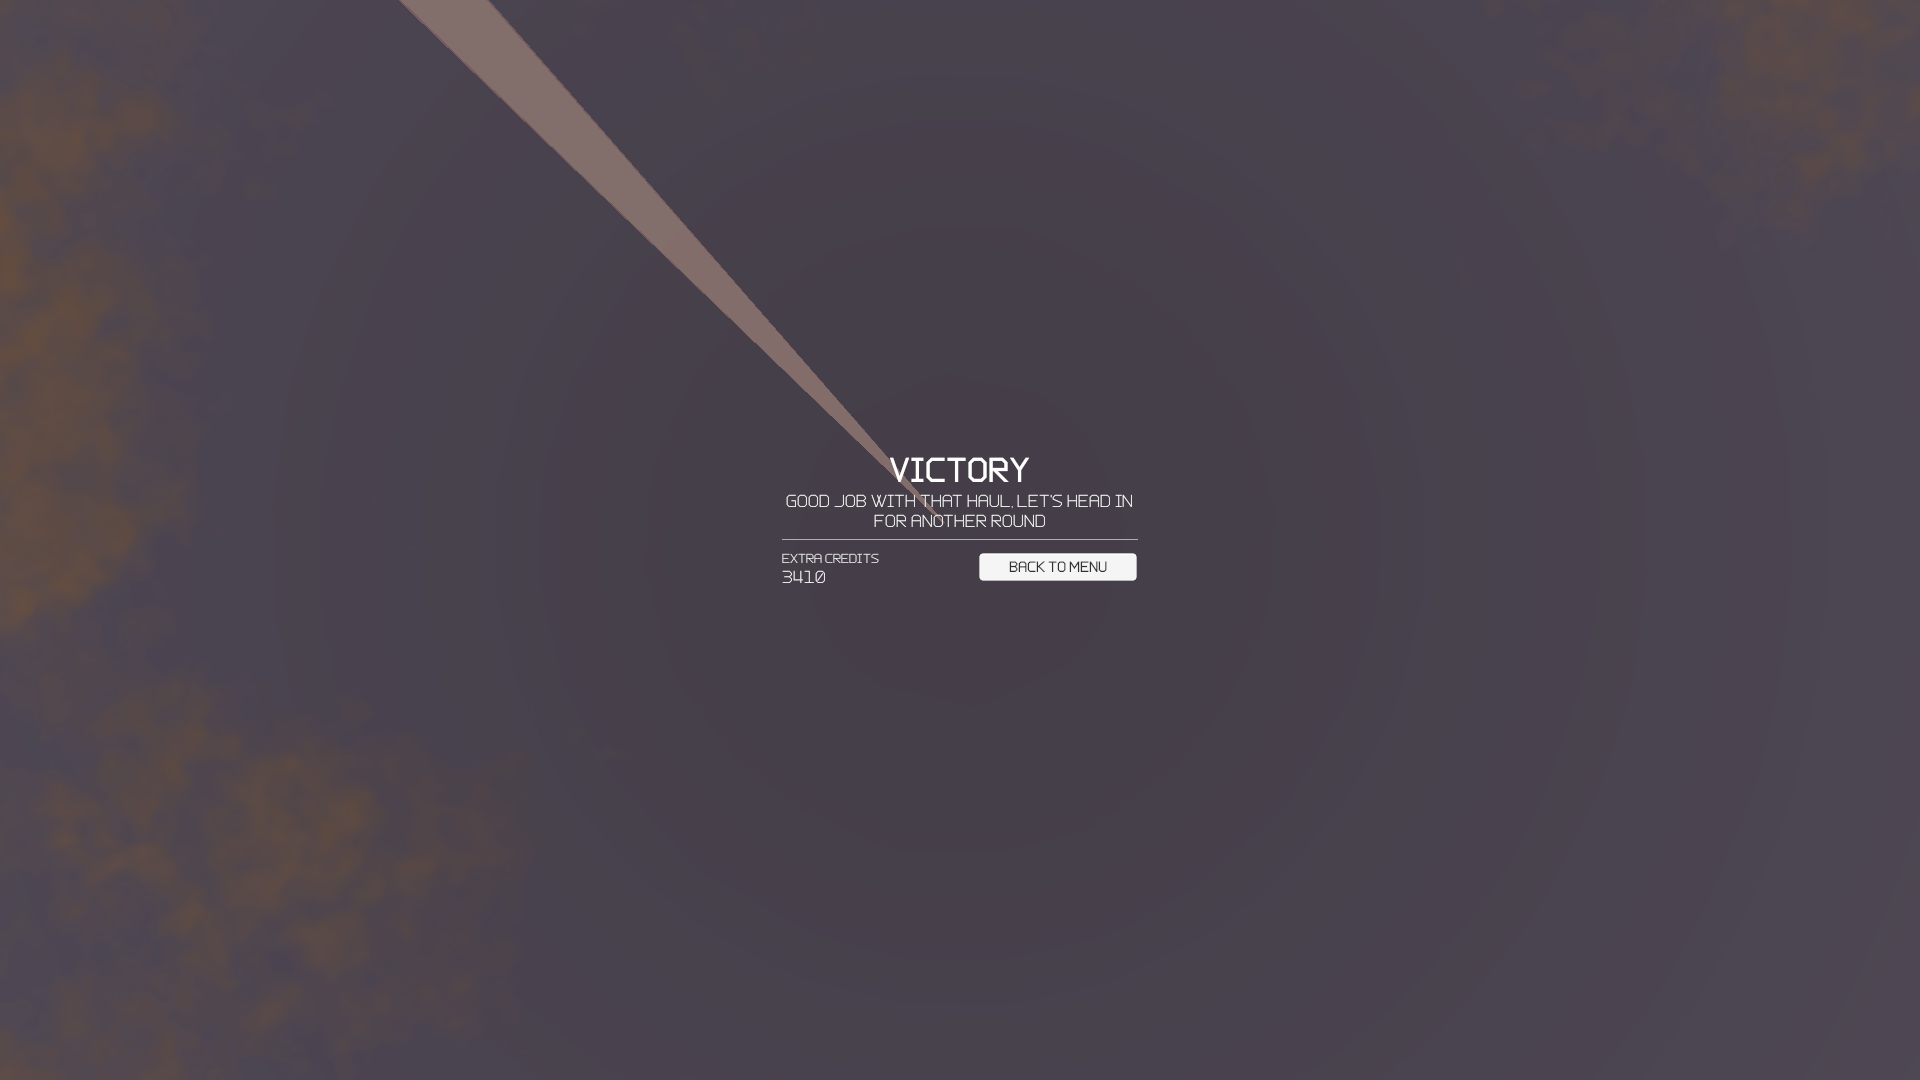 VICTORY
GOOD JOB WITH THAT HAUL, LET'S HEAD IN
FOR ANOTHER ROUND
EXTRA CREDITS
3410
BACK TO MENU